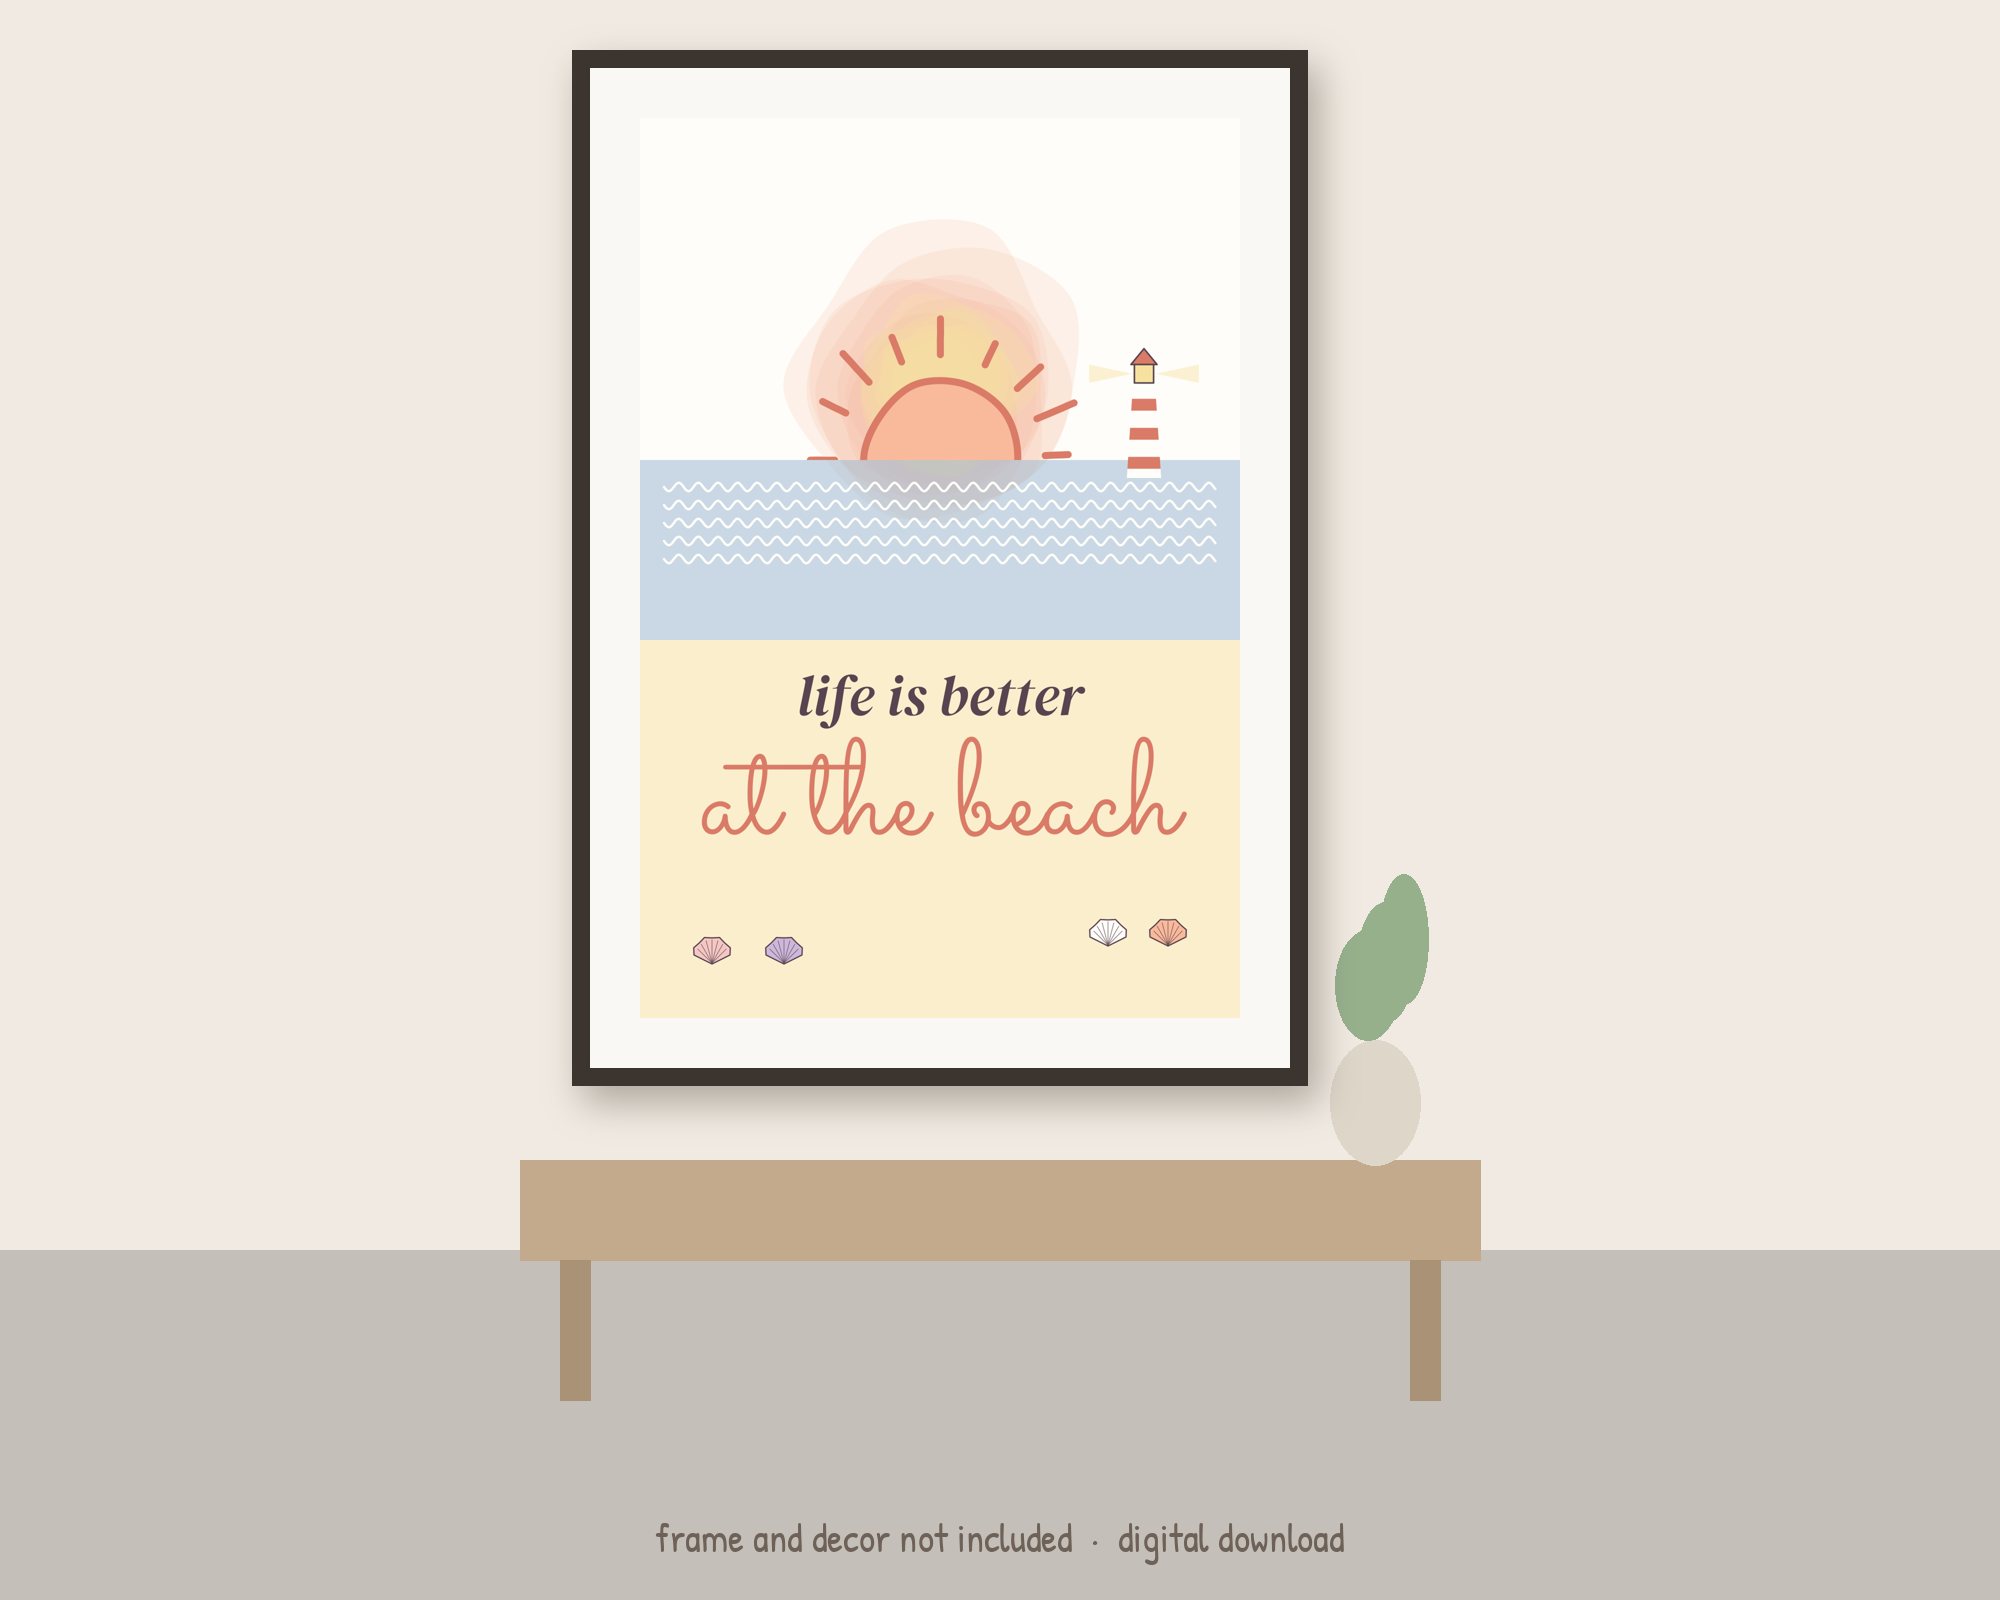 life is better
at the beach
frame and decor not included · digital download